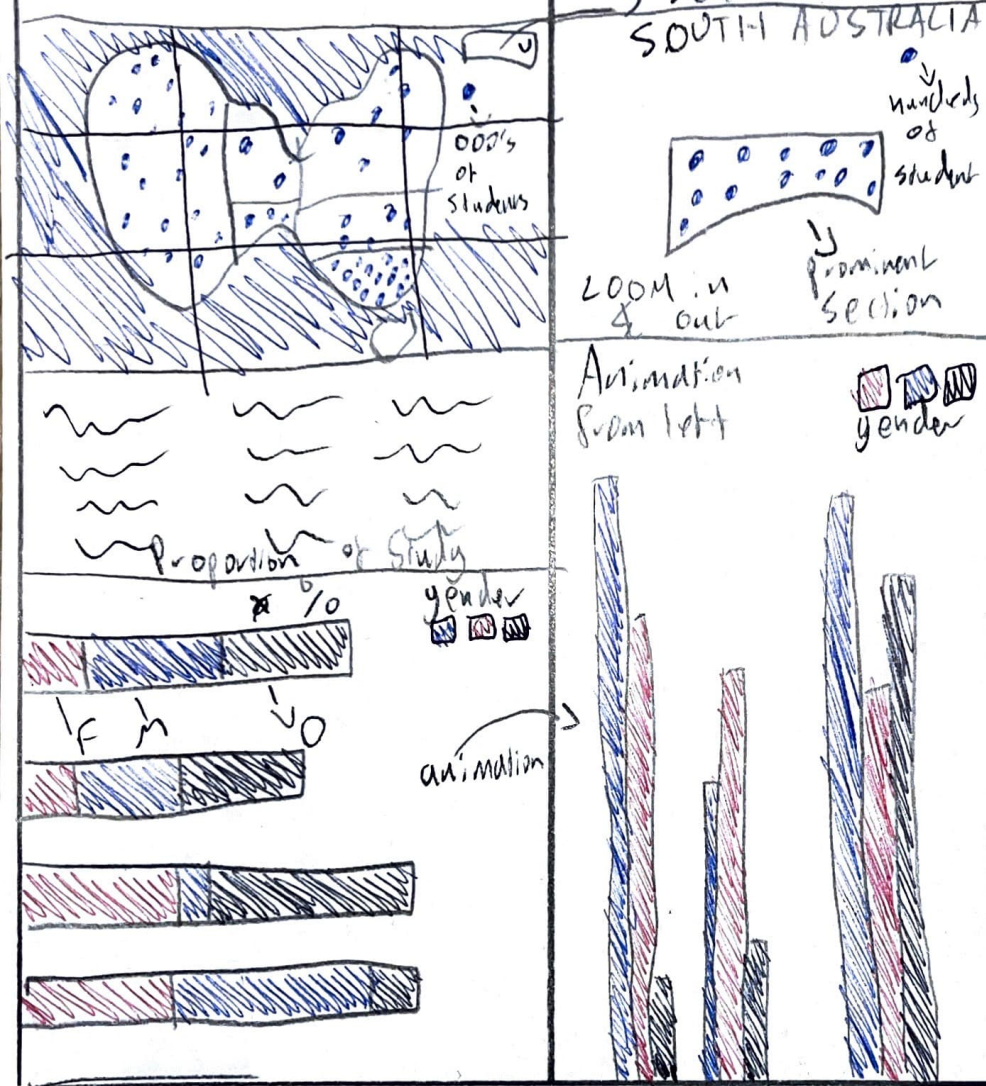 SOUTH AUSTRALIA
000's
of
students
hundreds
of
student
ZOOM in
& out
prominent
section
Animation
from left
gender
Proportion of Study
%
gender
F M O
animation